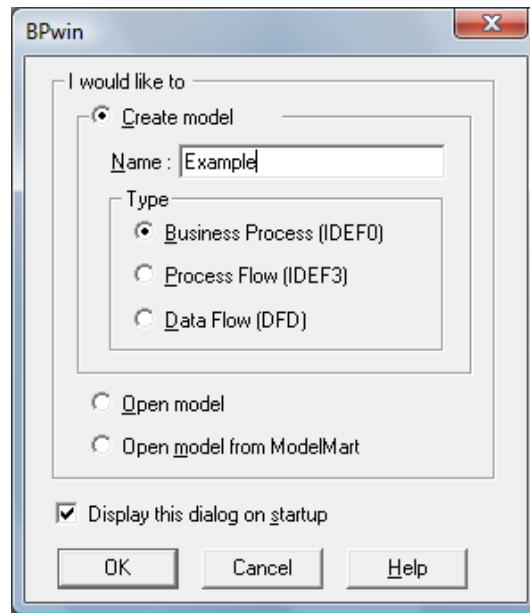 BPwin
I would like to
Create model
Name : Example
Type
Business Process (IDEF0)
Process Flow (IDEF3)
Data Flow (DFD)
Open model
Open model from ModelMart
Display this dialog on startup
OK Cancel Help